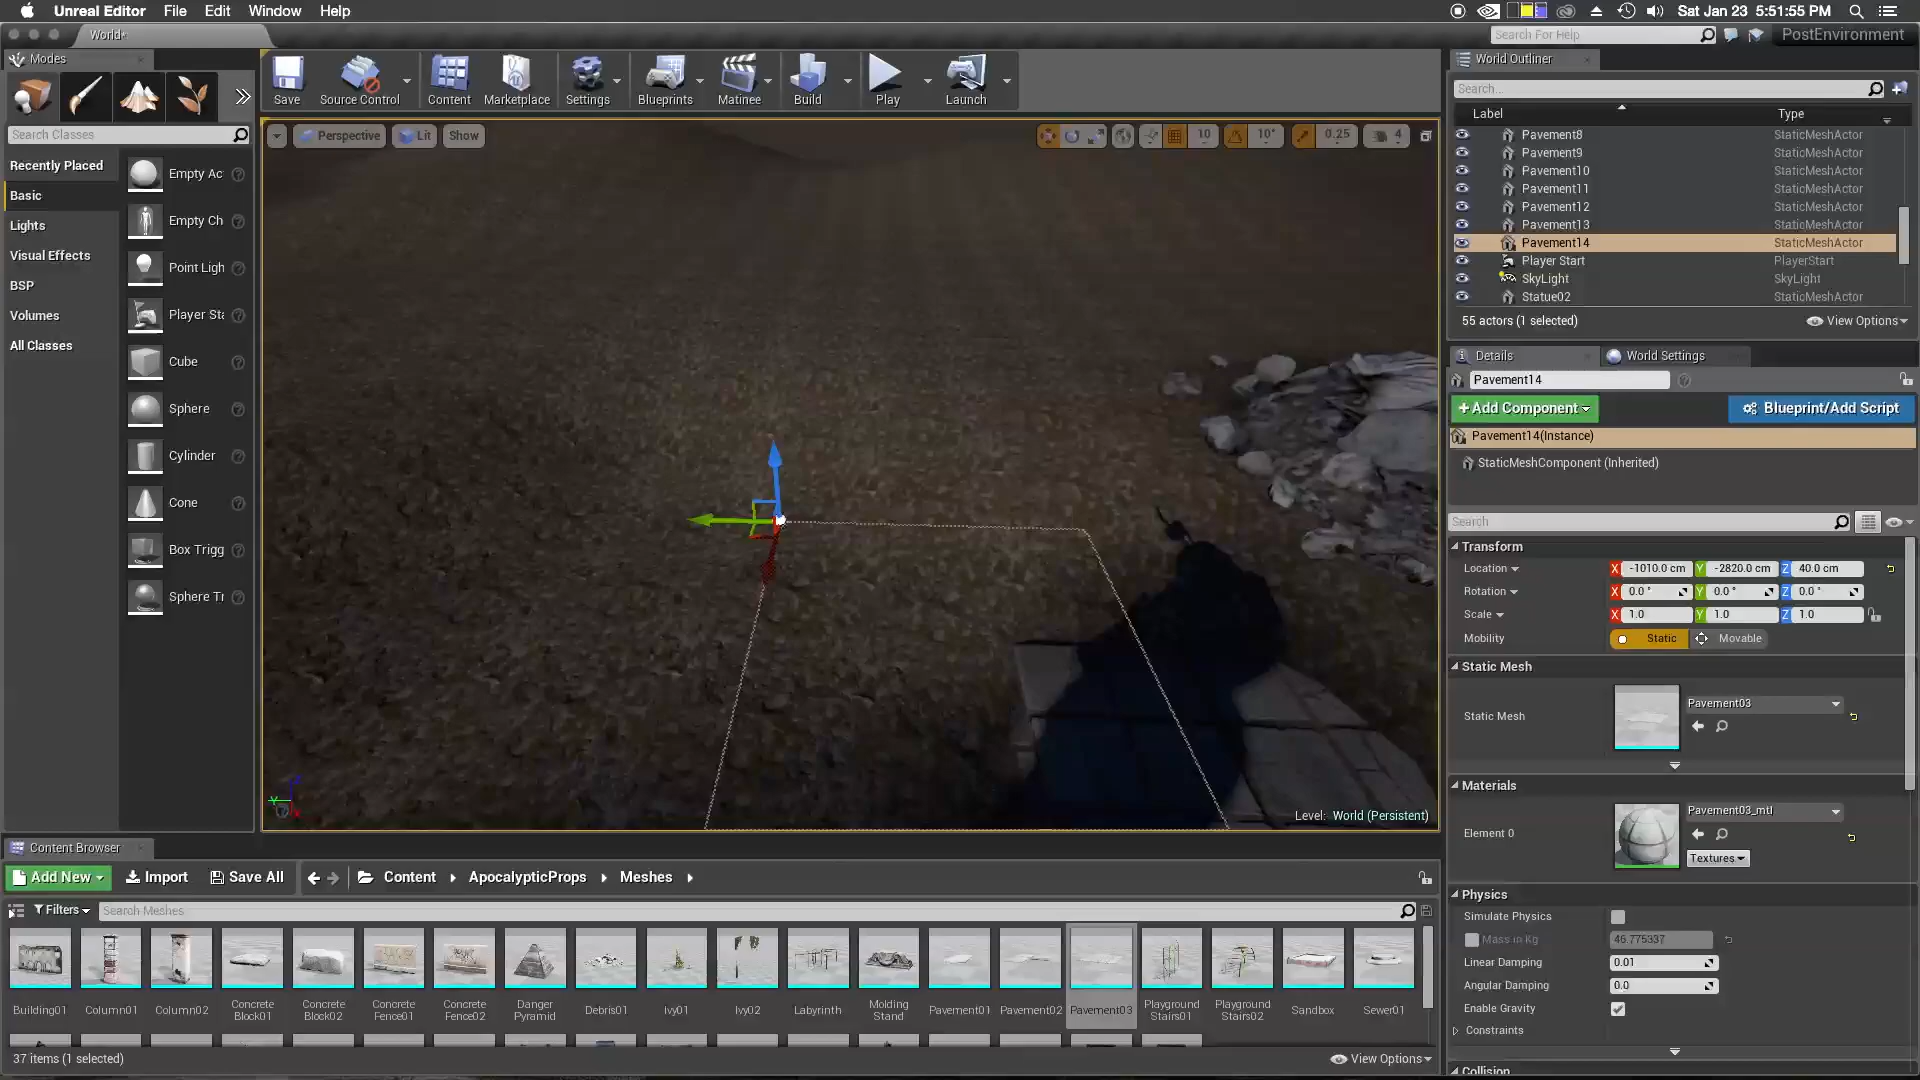 Unreal Editor File Edit Window Help
Sat Jan 23 5:51:55 PM
World*
Search For Help
PostEnvironment
Modes
Search Classes
Recently Placed
Basic
Lights
Visual Effects
BSP
Volumes
All Classes
Empty Ac
Empty Ch
Point Ligh
Player Sta
Cube
Sphere
Cylinder
Cone
Box Trigg
Sphere Tr
Save
Source Control
Content
Marketplace
Settings
Blueprints
Matinee
Build
Play
Launch
Perspective
Lit
Show
10
10°
0.25
4
Level: World (Persistent)
World Outliner
Search...
Label Type
Pavement8 StaticMeshActor
Pavement9 StaticMeshActor
Pavement10 StaticMeshActor
Pavement11 StaticMeshActor
Pavement12 StaticMeshActor
Pavement13 StaticMeshActor
Pavement14 StaticMeshActor
Player Start PlayerStart
SkyLight SkyLight
Statue02 StaticMeshActor
55 actors (1 selected)
View Options
Details
World Settings
Pavement14
+Add Component
Blueprint/Add Script
Pavement14(Instance)
StaticMeshComponent (Inherited)
Search
Transform
Location X -1010.0 cm Y -2820.0 cm Z 40.0 cm
Rotation X 0.0 ° Y 0.0 ° Z 0.0 °
Scale X 1.0 Y 1.0 Z 1.0
Mobility Static Movable
Static Mesh
Static Mesh
Pavement03
Materials
Element 0
Pavement03_mtl
Textures
Physics
Simulate Physics
Mass in Kg 46.775337
Linear Damping 0.01
Angular Damping 0.0
Enable Gravity
Constraints
Collision
Content Browser
Add New
Import
Save All
Content
ApocalypticProps
Meshes
Filters
Search Meshes
Building01
Column01
Column02
Concrete Block01
Concrete Block02
Concrete Fence01
Concrete Fence02
Danger Pyramid
Debris01
Ivy01
Ivy02
Labyrinth
Molding Stand
Pavement01
Pavement02
Pavement03
Playground Stairs01
Playground Stairs02
Sandbox
Sewer01
37 items (1 selected)
View Options